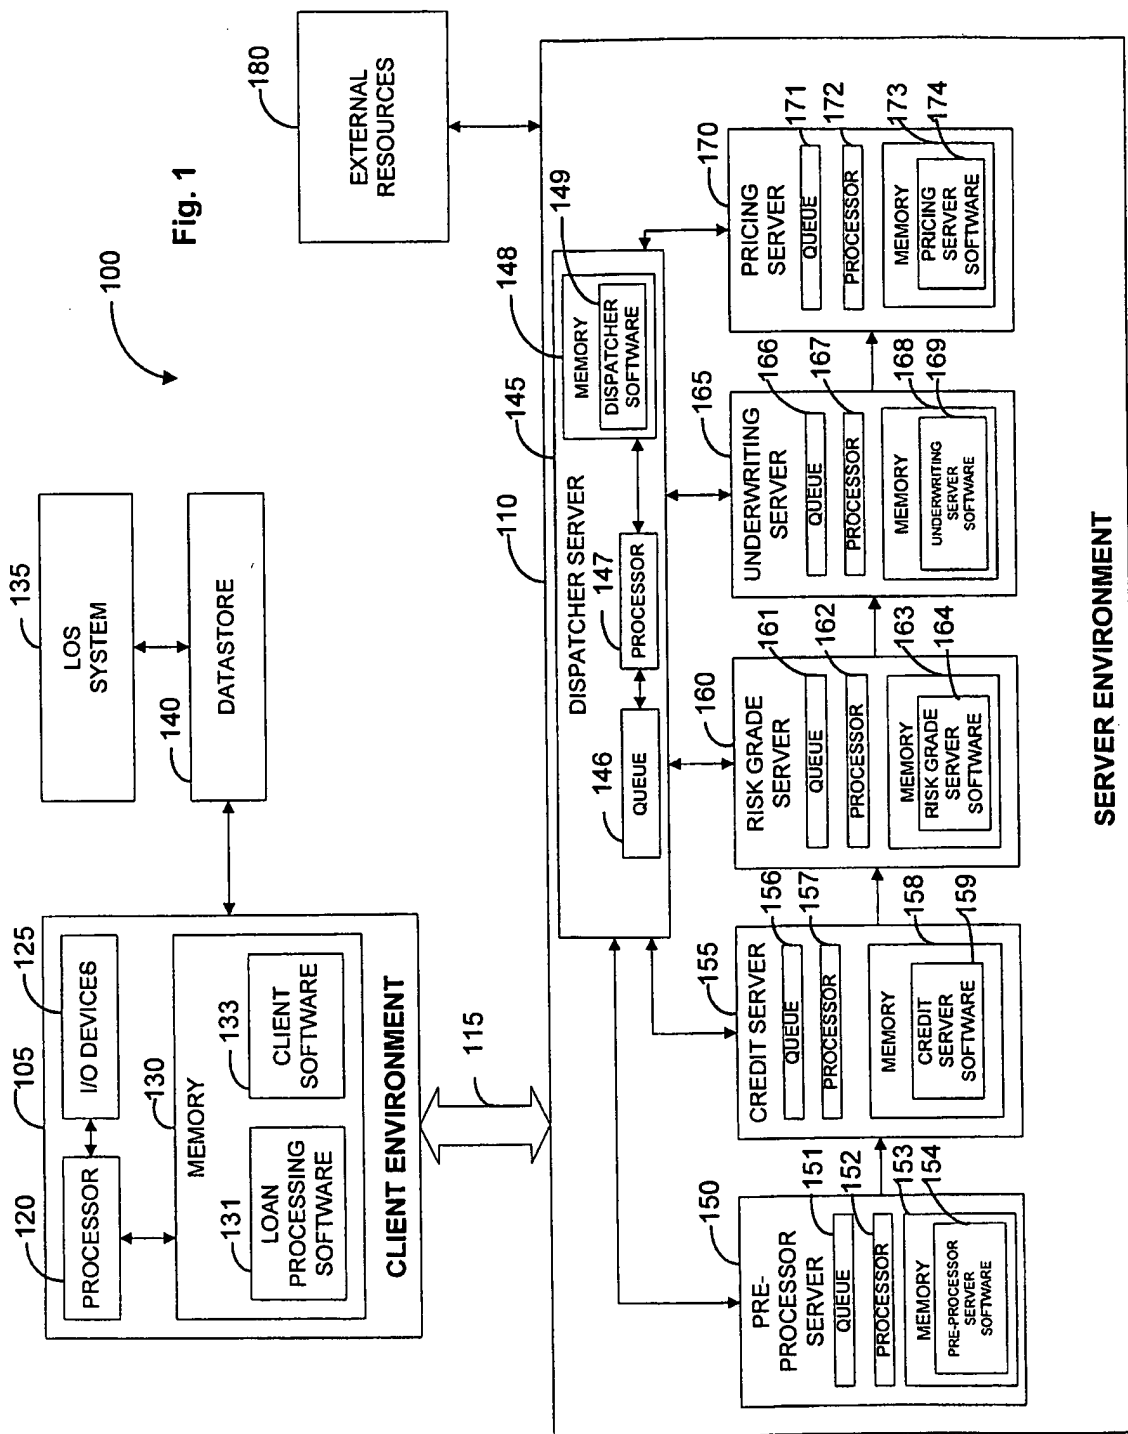 Fig. 1
100
105
120
PROCESSOR
125
I/O DEVICES
130
MEMORY
131
LOAN
PROCESSING
SOFTWARE
133
CLIENT
SOFTWARE
CLIENT ENVIRONMENT
135
LOS
SYSTEM
140
DATASTORE
180
EXTERNAL
RESOURCES
115
110
145
DISPATCHER SERVER
146
QUEUE
147
PROCESSOR
148
MEMORY
149
DISPATCHER
SOFTWARE
150
PRE-
PROCESSOR
SERVER
151
QUEUE
152
PROCESSOR
153
MEMORY
154
PRE-PROCESSOR
SERVER
SOFTWARE
155
CREDIT SERVER
156
QUEUE
157
PROCESSOR
158
MEMORY
159
CREDIT
SERVER
SOFTWARE
160
RISK GRADE
SERVER
161
QUEUE
162
PROCESSOR
163
MEMORY
164
RISK GRADE
SERVER
SOFTWARE
165
UNDERWRITING
SERVER
166
QUEUE
167
PROCESSOR
168
MEMORY
169
UNDERWRITING
SERVER
SOFTWARE
170
PRICING
SERVER
171
QUEUE
172
PROCESSOR
173
MEMORY
174
PRICING
SERVER
SOFTWARE
SERVER ENVIRONMENT